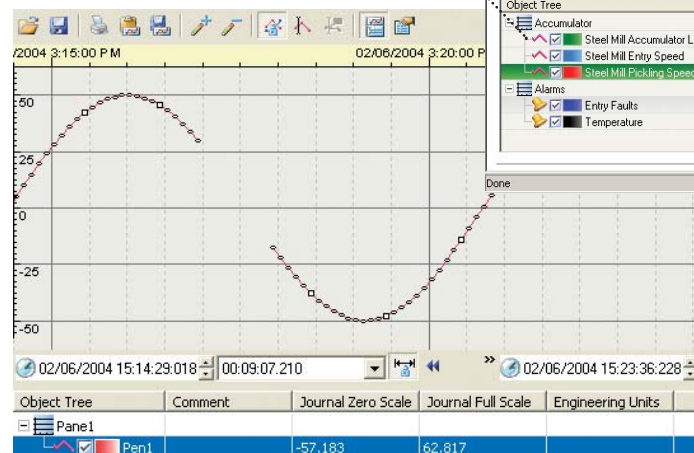 Object Tree
Accumulator
Steel Mill Accumulator L
Steel Mill Entry Speed
Steel Mill Pickling Speed
Alarms
Entry Faults
Temperature
Done
/2004 3:15:00 PM 02/06/2004 3:20:00 P
50
25
0
-25
-50
02/06/2004 15:14:29:018 00:09:07.210 02/06/2004 15:23:36:228
Object Tree Comment Journal Zero Scale Journal Full Scale Engineering Units
Pane1
Pen1 -57.183 62.817